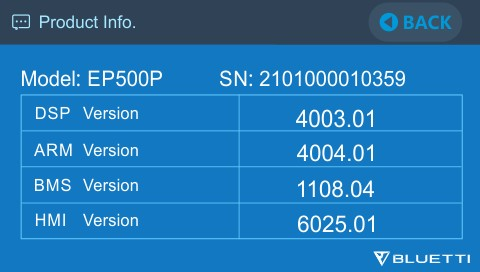 Product Info.
BACK
Model: EP500P SN: 2101000010359
DSP Version 4003.01
ARM Version 4004.01
BMS Version 1108.04
HMI Version 6025.01
BLUETTI